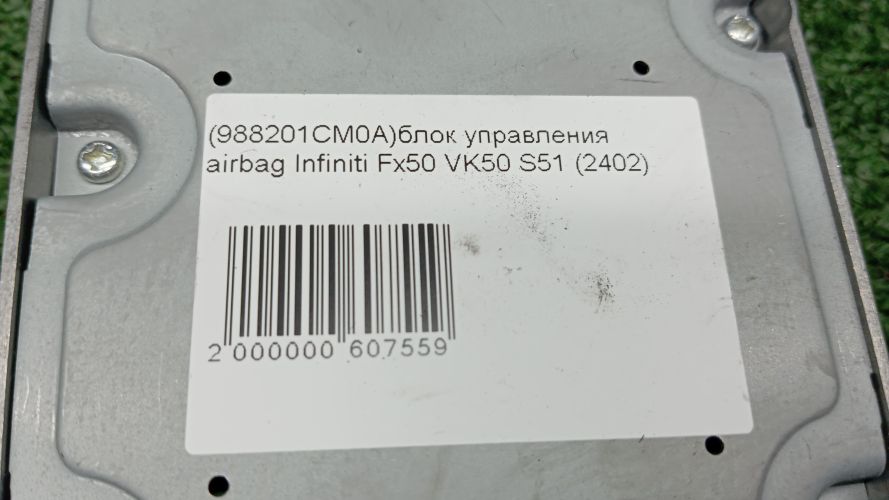 (988201CM0A)блок управления
airbag Infiniti Fx50 VK50 S51 (2402)
2 000000 607559